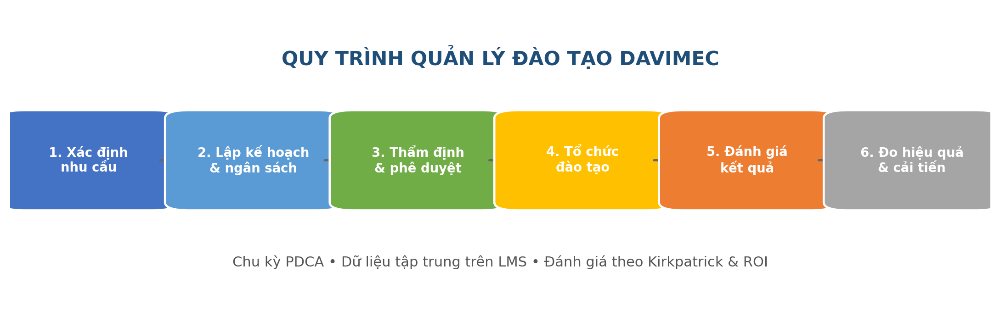 QUY TRÌNH QUẢN LÝ ĐÀO TẠO DAVIMEC
1. Xác định
nhu cầu
2. Lập kế hoạch
& ngân sách
3. Thẩm định
& phê duyệt
4. Tổ chức
đào tạo
5. Đánh giá
kết quả
6. Đo hiệu quả
& cải tiến
Chu kỳ PDCA • Dữ liệu tập trung trên LMS • Đánh giá theo Kirkpatrick & ROI